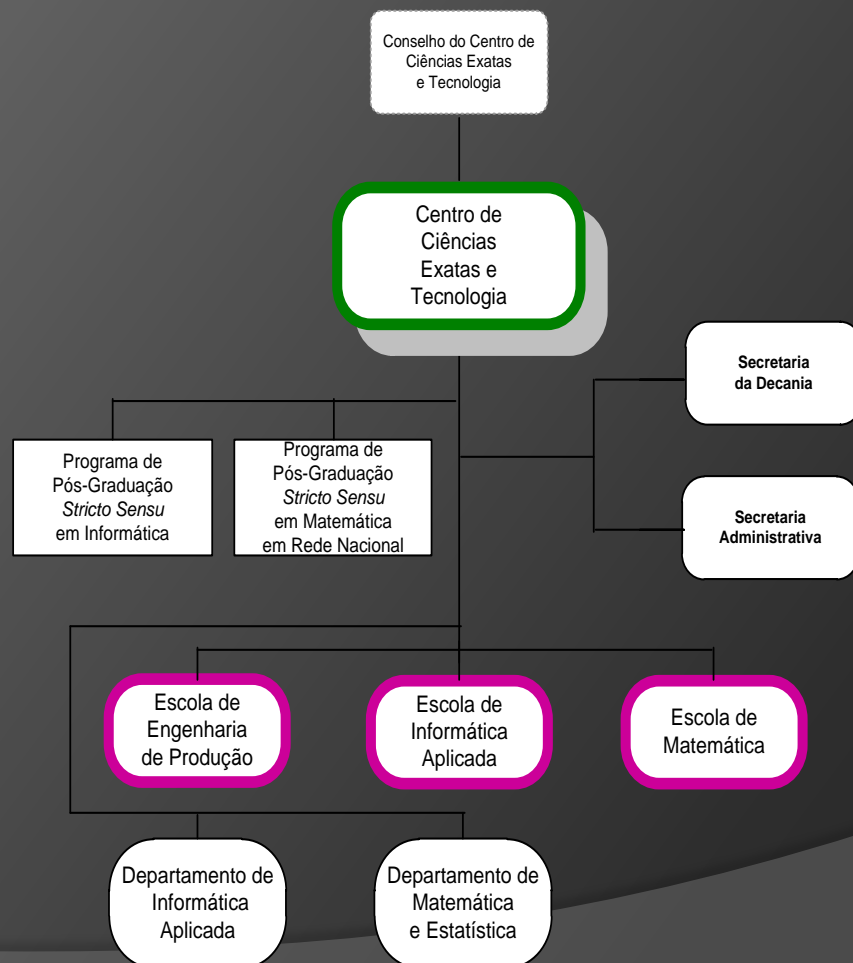 Conselho do Centro de
Ciências Exatas
e Tecnologia
Centro de
Ciências
Exatas e
Tecnologia
Secretaria
da Decania
Programa de
Pós-Graduação
Stricto Sensu
em Informática
Programa de
Pós-Graduação
Stricto Sensu
em Matemática
em Rede Nacional
Secretaria
Administrativa
Escola de
Engenharia
de Produção
Escola de
Informática
Aplicada
Escola de
Matemática
Departamento de
Informática
Aplicada
Departamento de
Matemática
e Estatística